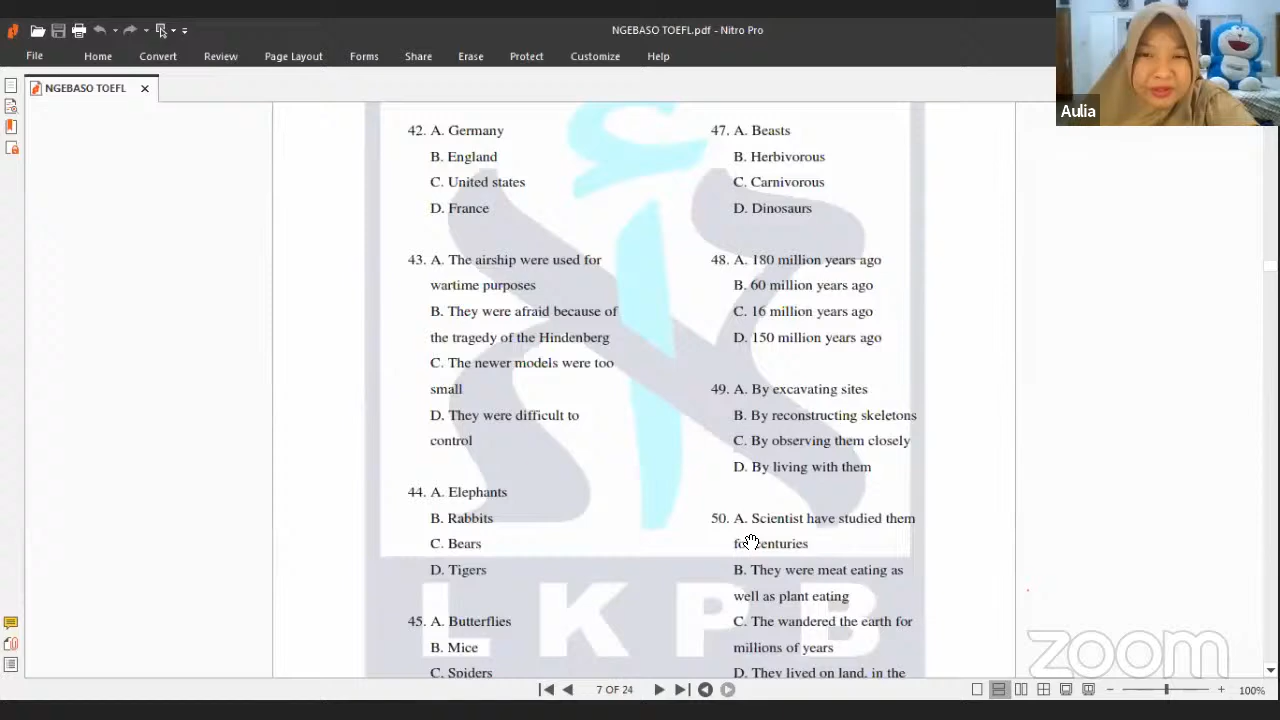 NGEBASO TOEFL.pdf - Nitro Pro
File Home Convert Review Page Layout Forms Share Erase Protect Customize Help
NGEBASO TOEFL
Aulia
42. A. Germany
B. England
C. United states
D. France
43. A. The airship were used for
wartime purposes
B. They were afraid because of
the tragedy of the Hindenberg
C. The newer models were too
small
D. They were difficult to
control
44. A. Elephants
B. Rabbits
C. Bears
D. Tigers
45. A. Butterflies
B. Mice
C. Spiders
47. A. Beasts
B. Herbivorous
C. Carnivorous
D. Dinosaurs
48. A. 180 million years ago
B. 60 million years ago
C. 16 million years ago
D. 150 million years ago
49. A. By excavating sites
B. By reconstructing skeletons
C. By observing them closely
D. By living with them
50. A. Scientist have studied them
for centuries
B. They were meat eating as
well as plant eating
C. The wandered the earth for
millions of years
D. They lived on land, in the
LKPB
zoom
7 OF 24
100%